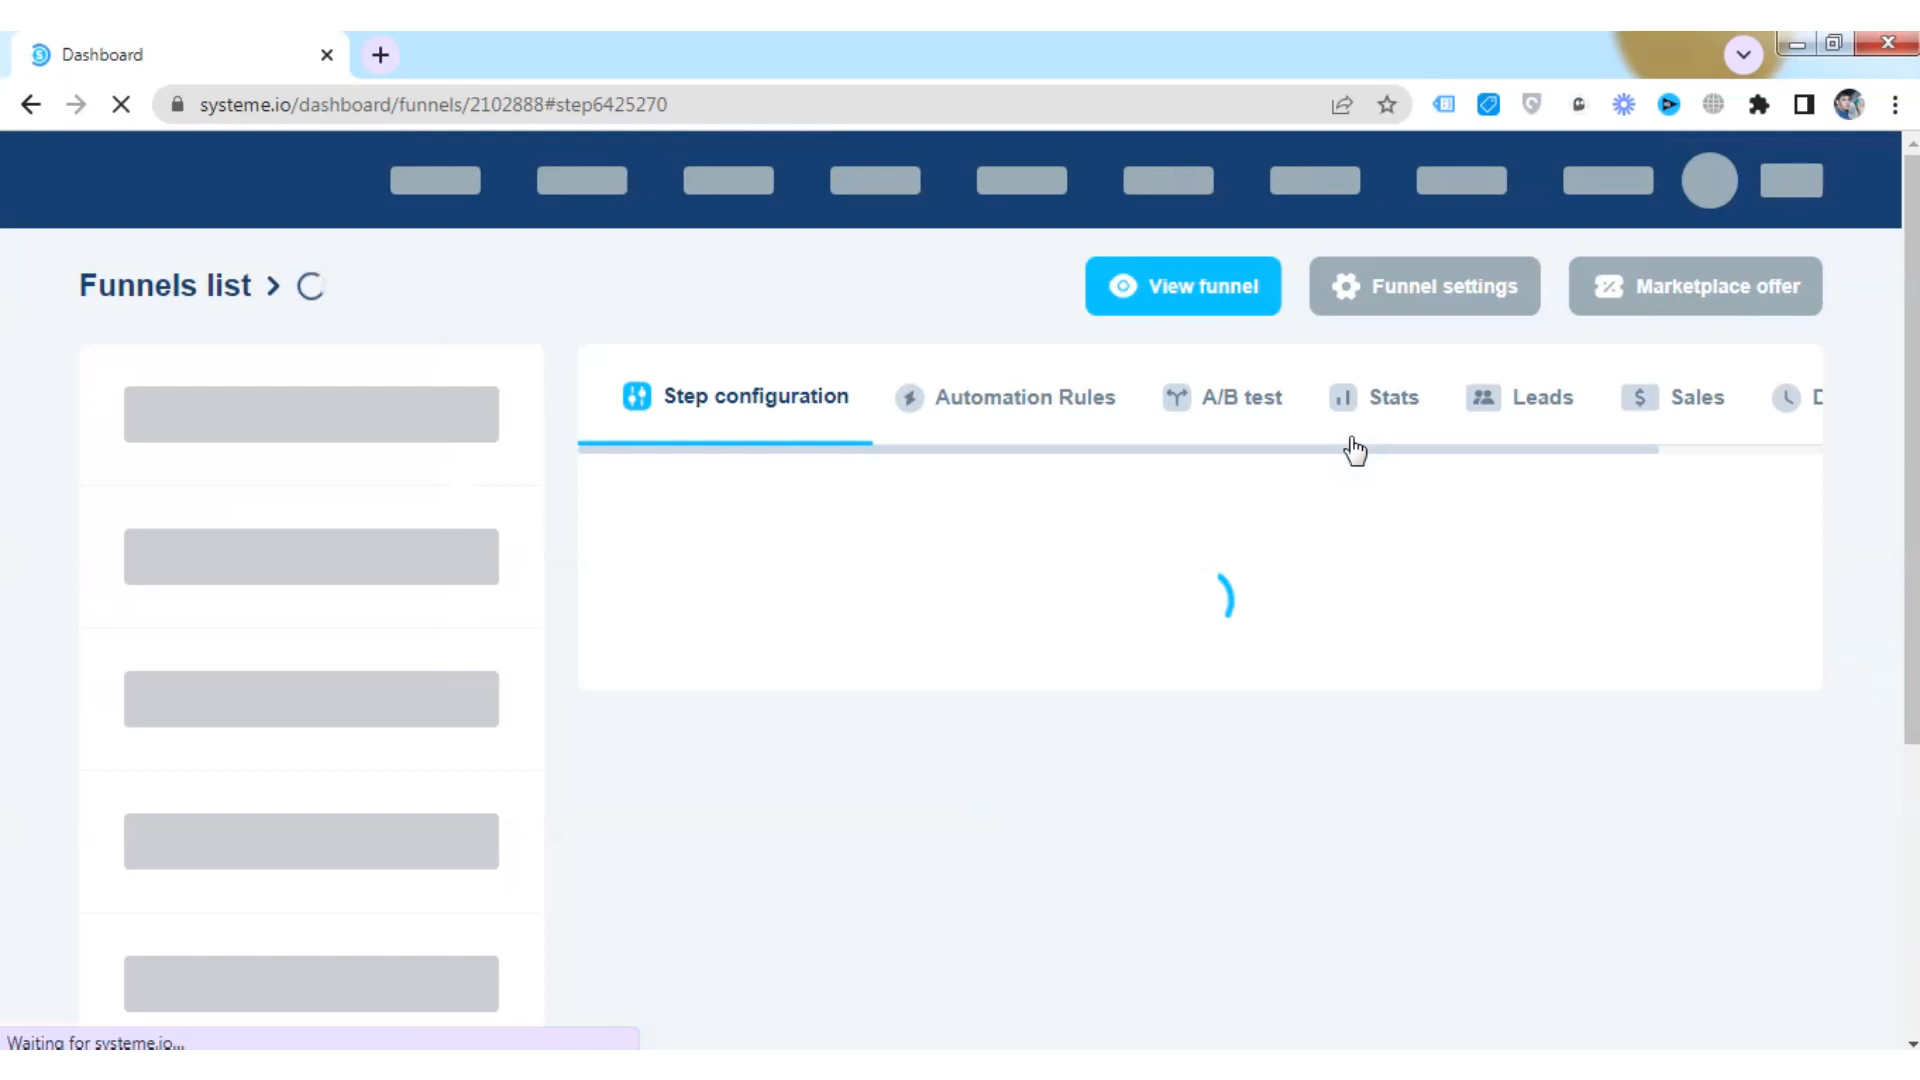 Dashboard
systeme.io/dashboard/funnels/2102888#step6425270
Funnels list
View funnel
Funnel settings
Marketplace offer
Step configuration
Automation Rules
A/B test
Stats
Leads
Sales
Waiting for systeme.io...